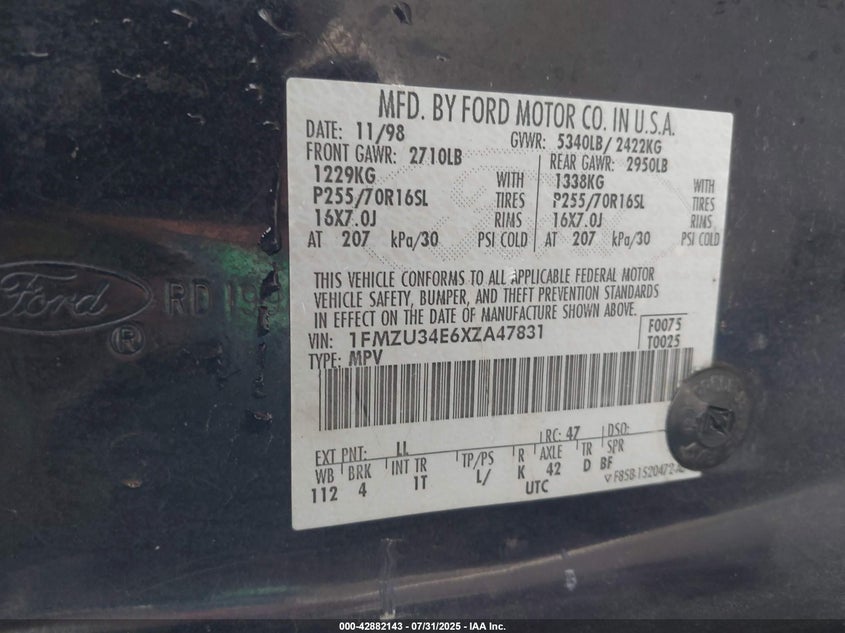 MFD. BY FORD MOTOR CO. IN U.S.A.
DATE: 11/98 GVWR: 5340LB/ 2422KG
FRONT GAWR: 2710LB REAR GAWR: 2950LB
1229KG WITH 1338KG WITH
P255/70R16SL TIRES P255/70R16SL TIRES
16X7.0J RIMS 16X7.0J RIMS
AT 207 kPa/30 PSI COLD AT 207 kPa/30 PSI COLD
THIS VEHICLE CONFORMS TO ALL APPLICABLE FEDERAL MOTOR
VEHICLE SAFETY, BUMPER, AND THEFT PREVENTION STANDARDS
IN EFFECT ON THE DATE OF MANUFACTURE SHOWN ABOVE.
VIN: 1FMZU34E6XZA47831 F0075
TYPE: MPV T0025
EXT PNT: LL RC: 47 DSO:
WB BRK INT TR TP/PS R AXLE TR SPR
112 4 1T L/ K 42 D BF
UTC
Ford RD 199
®
000-42882143 - 07/31/2025 - IAA Inc.